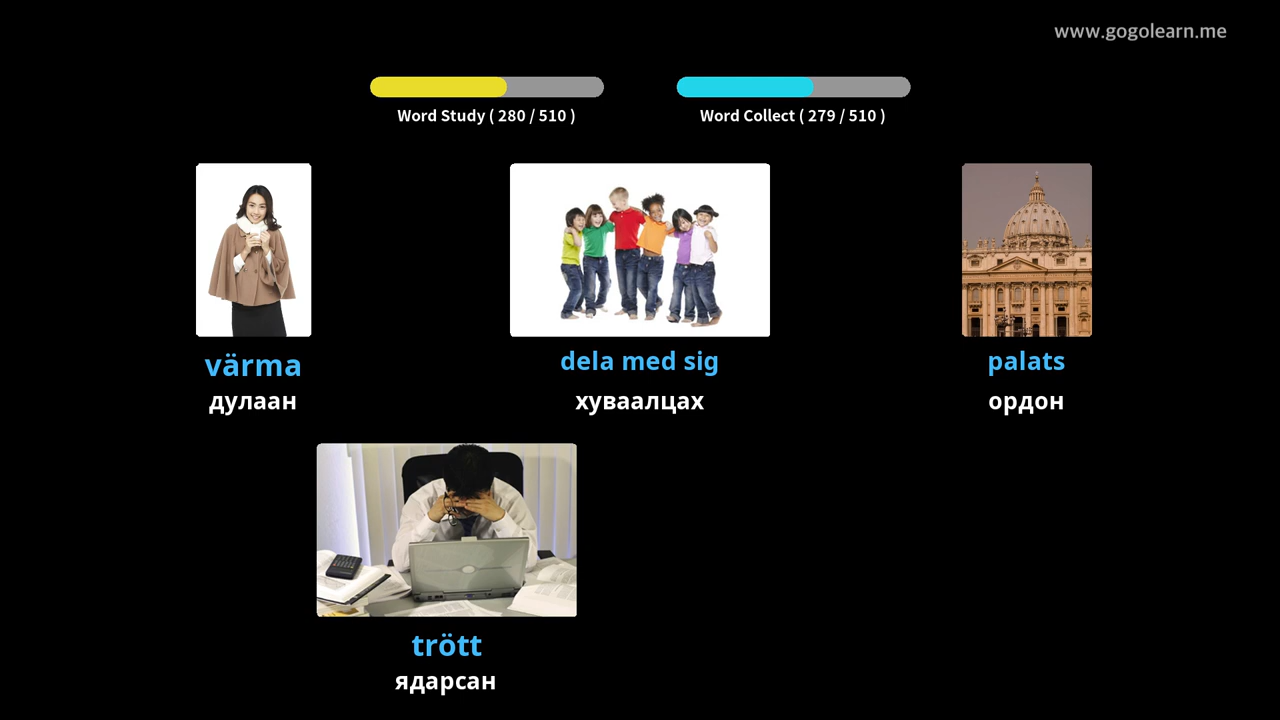 www.gogolearn.me
Word Study ( 280 / 510 )
Word Collect ( 279 / 510 )
värma
dela med sig
palats
дулаан
хуваалцах
ордон
trött
ядарсан